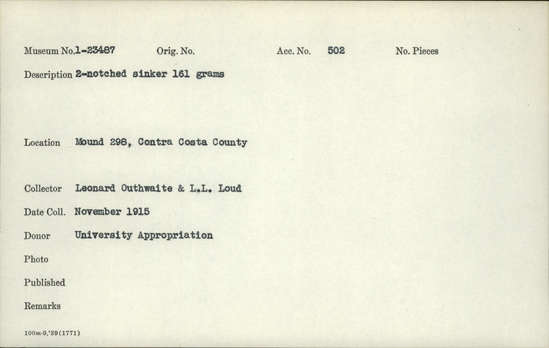 Museum No. 1-23487 Orig. No. Acc. No. 502 No. Pieces
Description 2-notched sinker 161 grams
Location Mound 298, Contra Costa County
Collector Leonard Outhwaite & L.L. Loud
Date Coll. November 1915
Donor University Appropriation
Photo
Published
Remarks
100m-9,'39(1771)